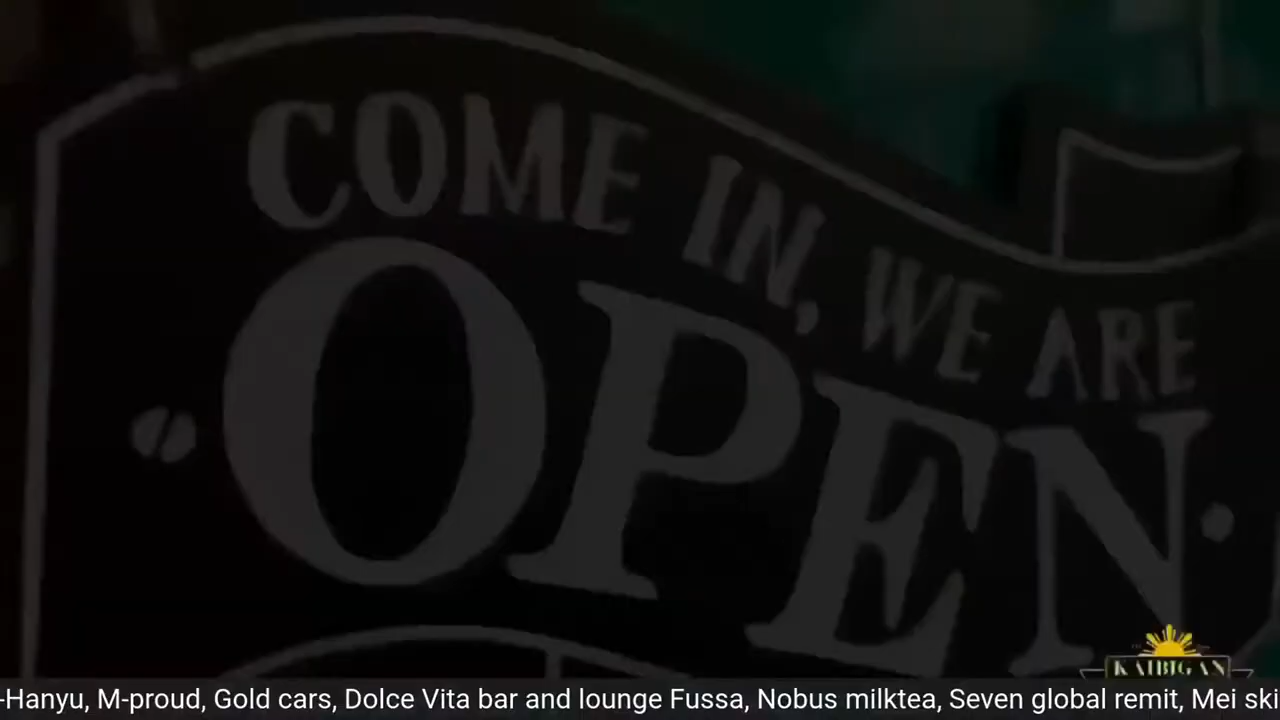 COME IN, WE ARE
OPEN
KAIBIGAN
-Hanyu, M-proud, Gold cars, Dolce Vita bar and lounge Fussa, Nobus milktea, Seven global remit, Mei ski